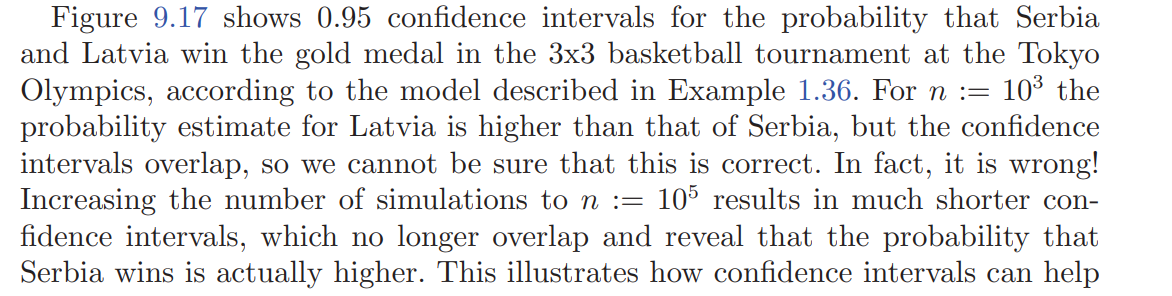 Figure 9.17 shows 0.95 confidence intervals for the probability that Serbia
and Latvia win the gold medal in the 3x3 basketball tournament at the Tokyo
Olympics, according to the model described in Example 1.36. For n := 10³ the
probability estimate for Latvia is higher than that of Serbia, but the confidence
intervals overlap, so we cannot be sure that this is correct. In fact, it is wrong!
Increasing the number of simulations to n := 10⁵ results in much shorter con-
fidence intervals, which no longer overlap and reveal that the probability that
Serbia wins is actually higher. This illustrates how confidence intervals can help